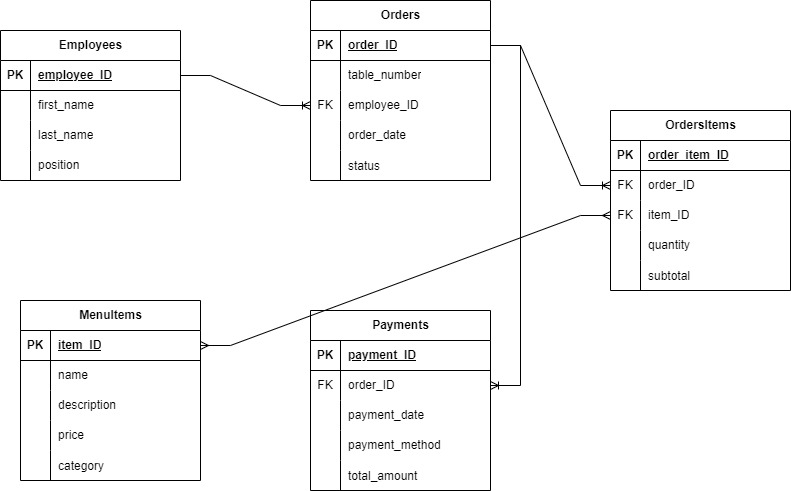 Employees
PK employee_ID
first_name
last_name
position
Orders
PK order_ID
table_number
FK employee_ID
order_date
status
OrdersItems
PK order_item_ID
FK order_ID
FK item_ID
quantity
subtotal
MenuItems
PK item_ID
name
description
price
category
Payments
PK payment_ID
FK order_ID
payment_date
payment_method
total_amount